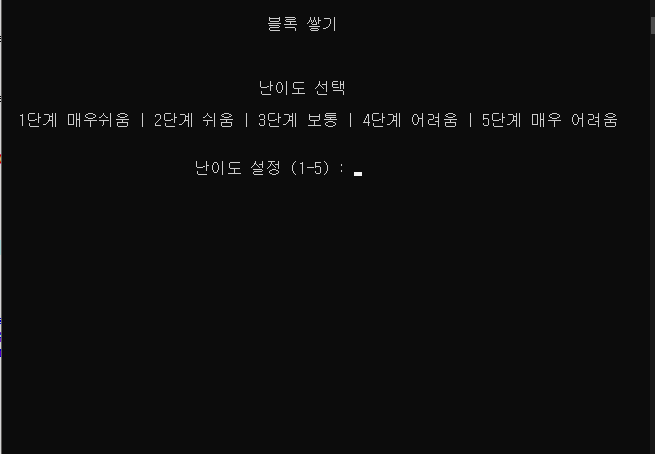 블록 쌓기
난이도 선택
1단계 매우쉬움 | 2단계 쉬움 | 3단계 보통 | 4단계 어려움 | 5단계 매우 어려움
난이도 설정 (1-5) :